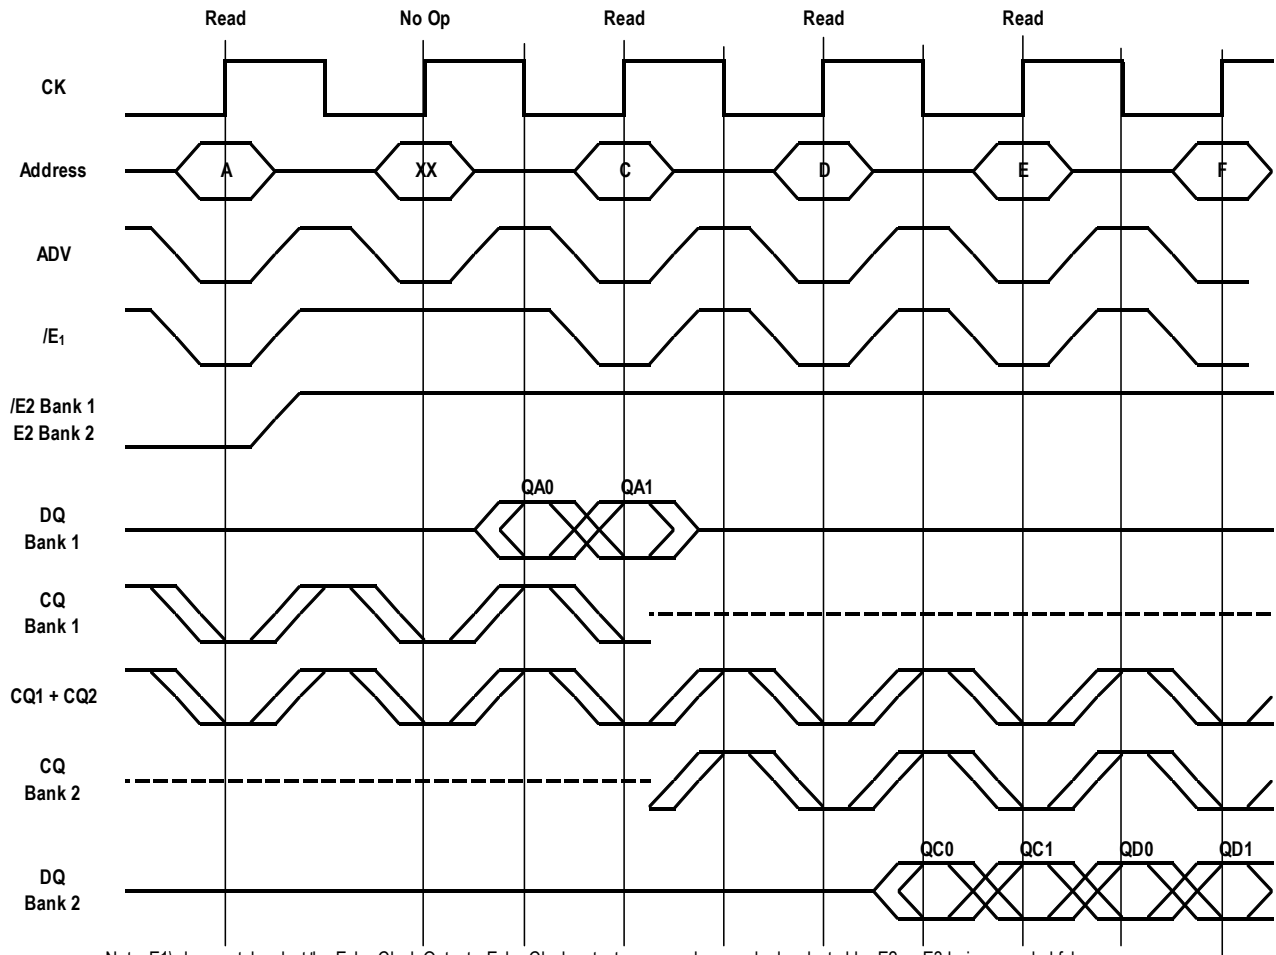 Read No Op Read Read Read
CK
Address A XX C D E F
ADV
/E1
/E2 Bank 1
E2 Bank 2
QA0 QA1
DQ
Bank 1
CQ
Bank 1
CQ1 + CQ2
CQ
Bank 2
QC0 QC1 QD0 QD1
DQ
Bank 2